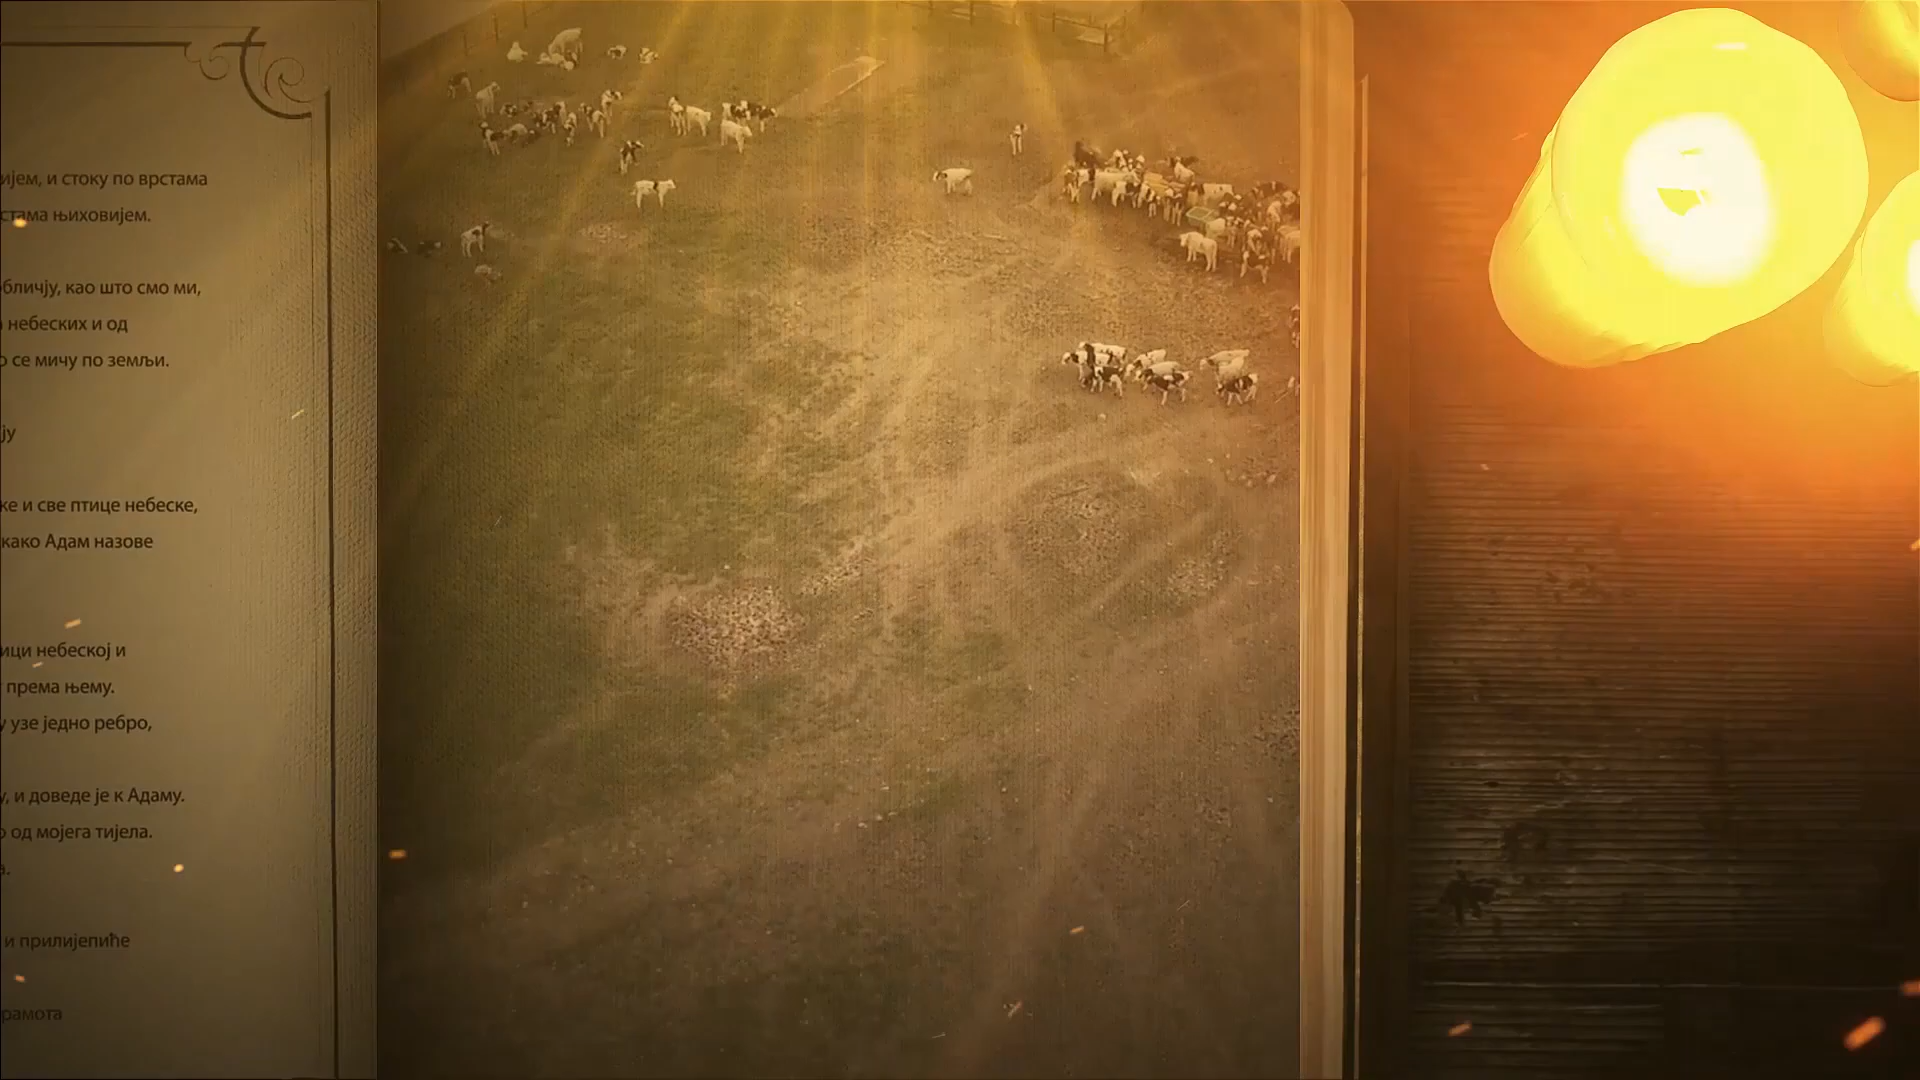 ијем, и стоку по врстама
стама њиховијем.
бличју, као што смо ми,
небеских и од
о се мичу по земљи.
ју
ке и све птице небеске,
како Адам назове
ици небеској и
према њему.
у узе једно ребро,
у, и доведе је к Адаму.
о од мојега тијела.
а.
и прилијепиће
рамота